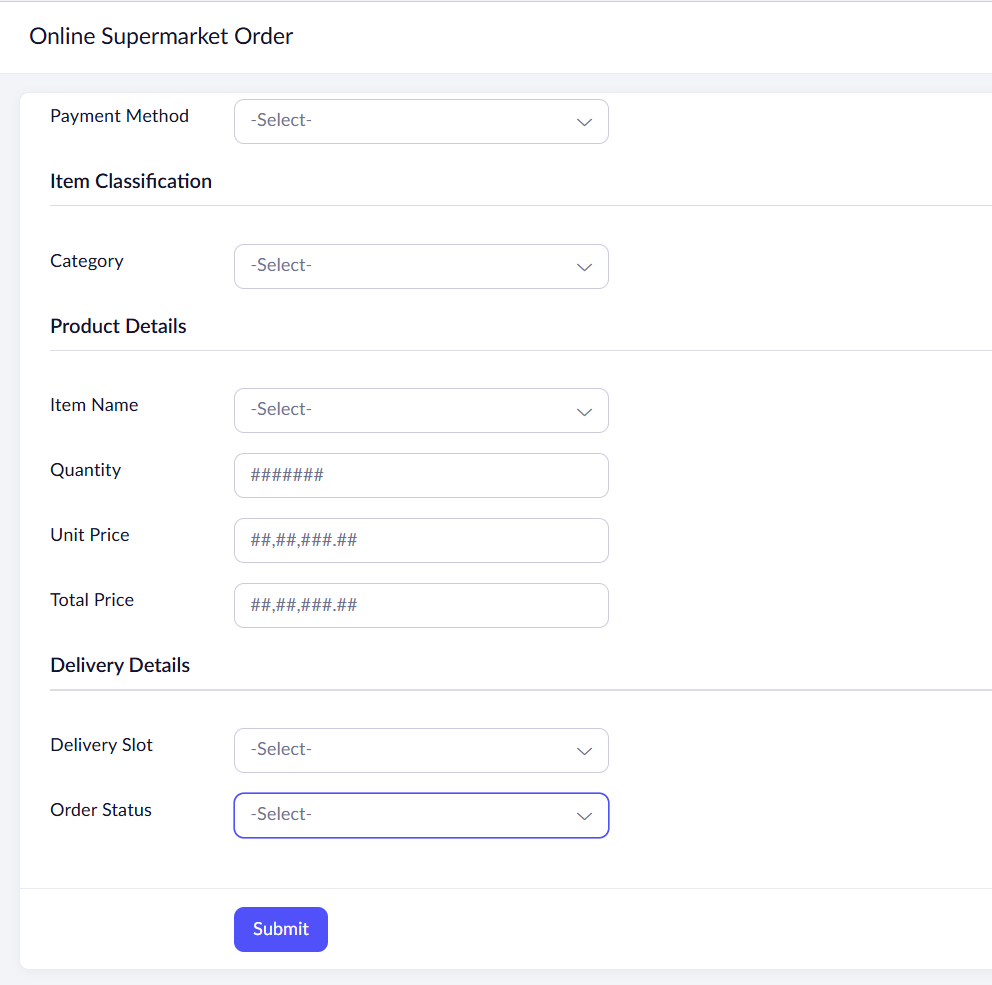 Online Supermarket Order
Payment Method -Select-
Item Classification
Category -Select-
Product Details
Item Name -Select-
Quantity #######
Unit Price ##,##,###.##
Total Price ##,##,###.##
Delivery Details
Delivery Slot -Select-
Order Status -Select-
Submit